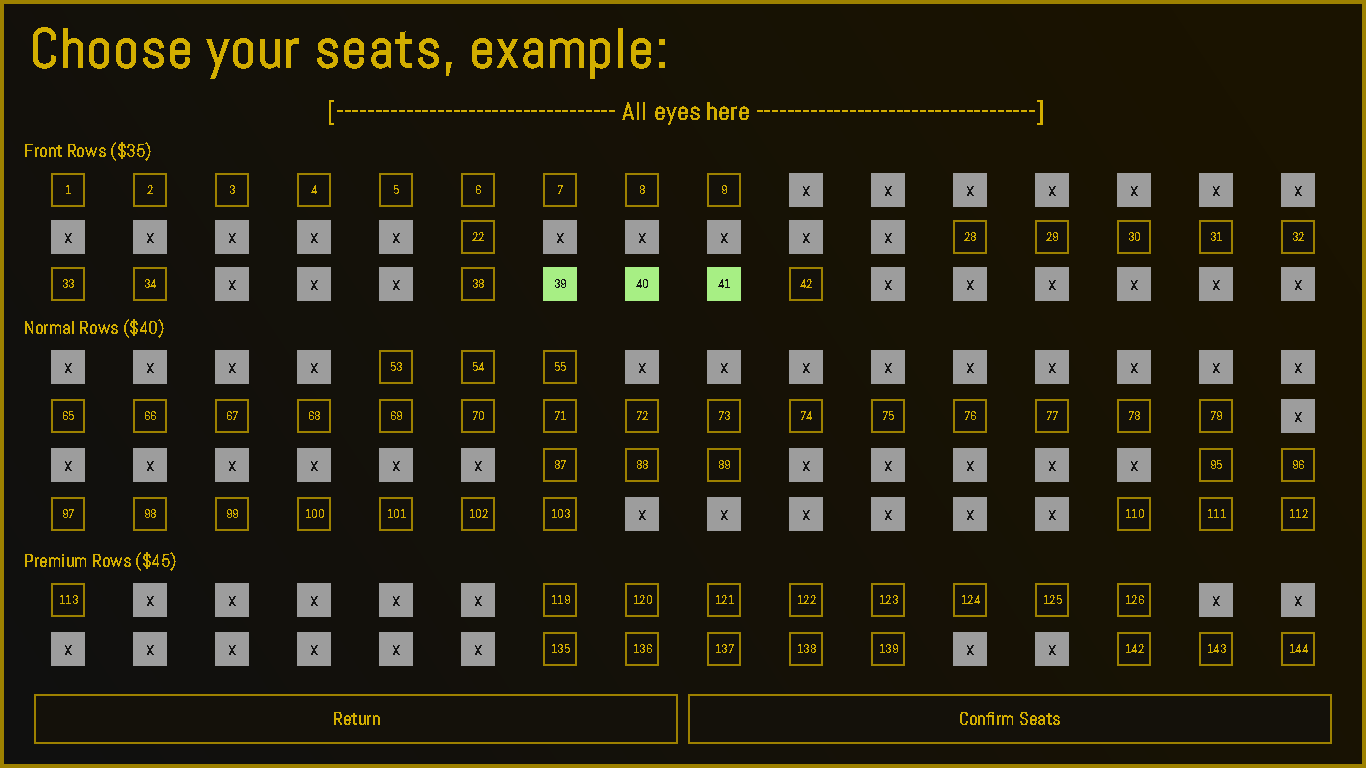 Choose your seats, example:
[---------------------------------- All eyes here ----------------------------------]
Front Rows ($35)
1 2 3 4 5 6 7 8 9 X X X X X X X
X X X X X 22 X X X X X 28 29 30 31 32
33 34 X X X 38 39 40 41 42 X X X X X X
Normal Rows ($40)
X X X X 53 54 55 X X X X X X X X X
65 66 67 68 69 70 71 72 73 74 75 76 77 78 79 X
X X X X X X 87 88 89 X X X X X 95 96
97 98 99 100 101 102 103 X X X X X X 110 111 112
Premium Rows ($45)
113 X X X X X 119 120 121 122 123 124 125 126 X X
X X X X X X 135 136 137 138 139 X X 142 143 144
Return Confirm Seats